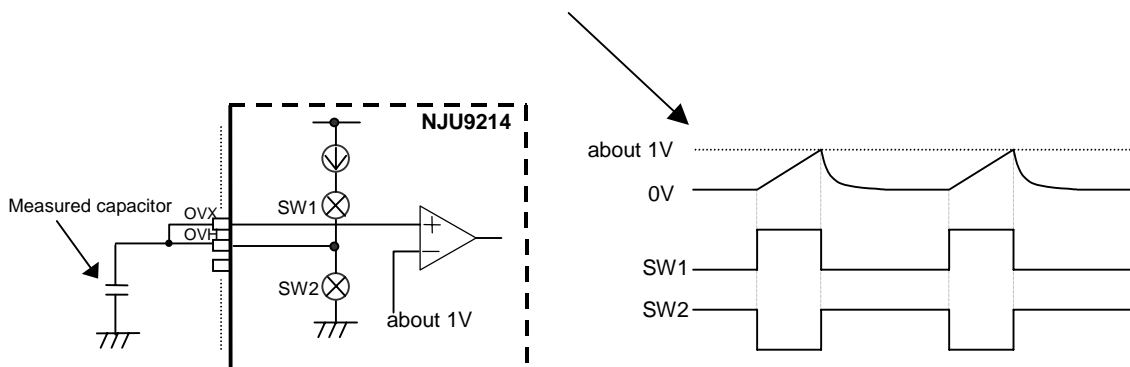 NJU9214
Measured capacitor
OVX
OVH
SW1
SW2
about 1V
+
−
about 1V
0V
SW1
SW2